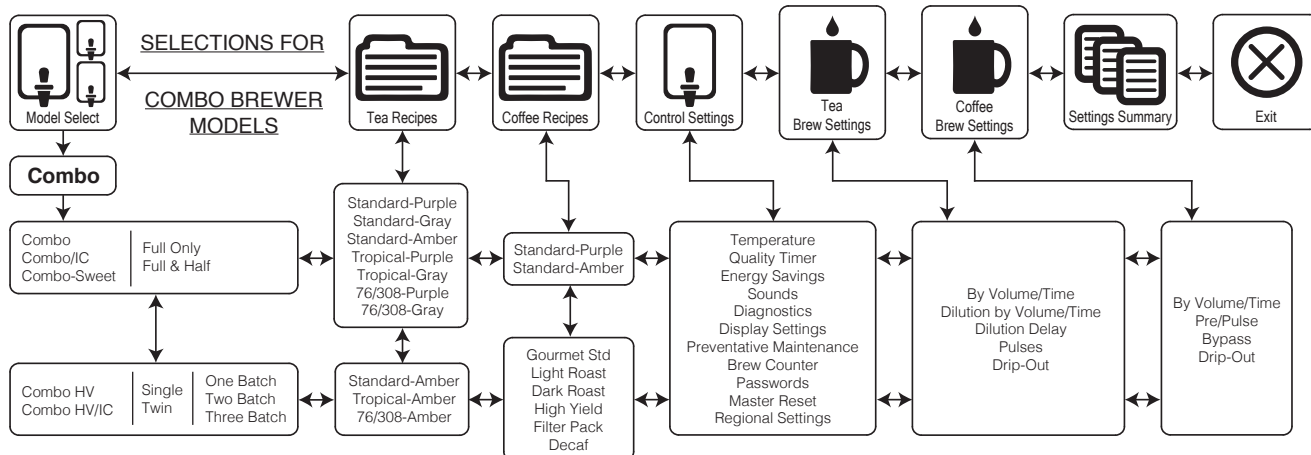 SELECTIONS FOR
COMBO BREWER
MODELS
Model Select
Tea Recipes
Coffee Recipes
Control Settings
Tea
Brew Settings
Coffee
Brew Settings
Settings Summary
Exit
Combo
Combo
Combo/IC
Combo-Sweet
Full Only
Full & Half
Standard-Purple
Standard-Gray
Standard-Amber
Tropical-Purple
Tropical-Gray
76/308-Purple
76/308-Gray
Standard-Purple
Standard-Amber
Temperature
Quality Timer
Energy Savings
Sounds
Diagnostics
Display Settings
Preventative Maintenance
Brew Counter
Passwords
Master Reset
Regional Settings
By Volume/Time
Dilution by Volume/Time
Dilution Delay
Pulses
Drip-Out
By Volume/Time
Pre/Pulse
Bypass
Drip-Out
Combo HV
Combo HV/IC
Single
Twin
One Batch
Two Batch
Three Batch
Standard-Amber
Tropical-Amber
76/308-Amber
Gourmet Std
Light Roast
Dark Roast
High Yield
Filter Pack
Decaf